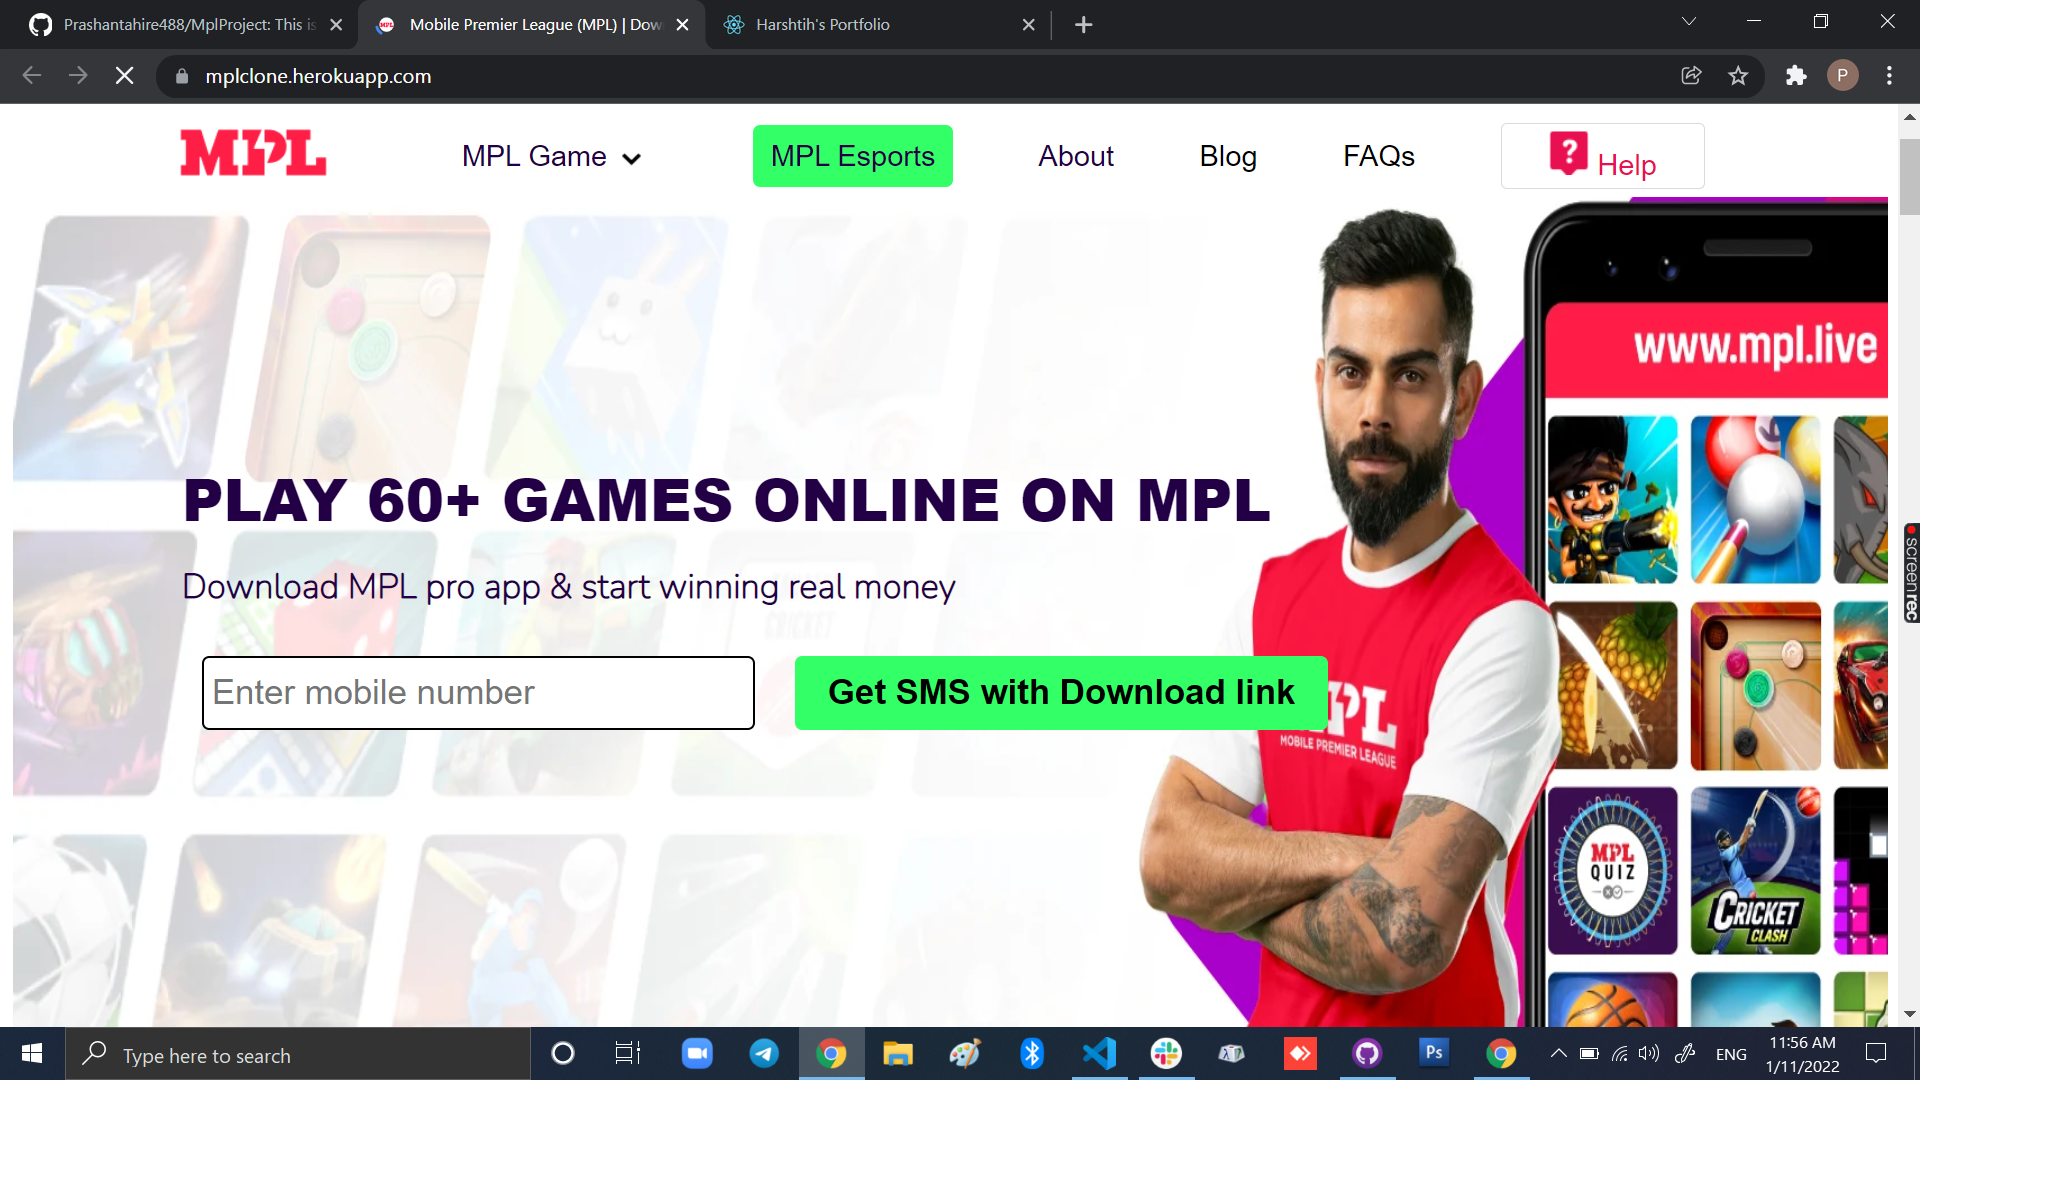 Prashantahire488/MplProject: This is
Mobile Premier League (MPL) | Dow
Harshtih's Portfolio
mplclone.herokuapp.com
P
MPL
MPL Game
MPL Esports
About
Blog
FAQs
? Help
www.mpl.live
PLAY 60+ GAMES ONLINE ON MPL
Download MPL pro app & start winning real money
CRICKET
Enter mobile number
Get SMS with Download link
MPL
MOBILE PREMIER LEAGUE
MPL
QUIZ
CRICKET
CLASH
screenrec
Type here to search
Ps
ENG
11:56 AM
1/11/2022